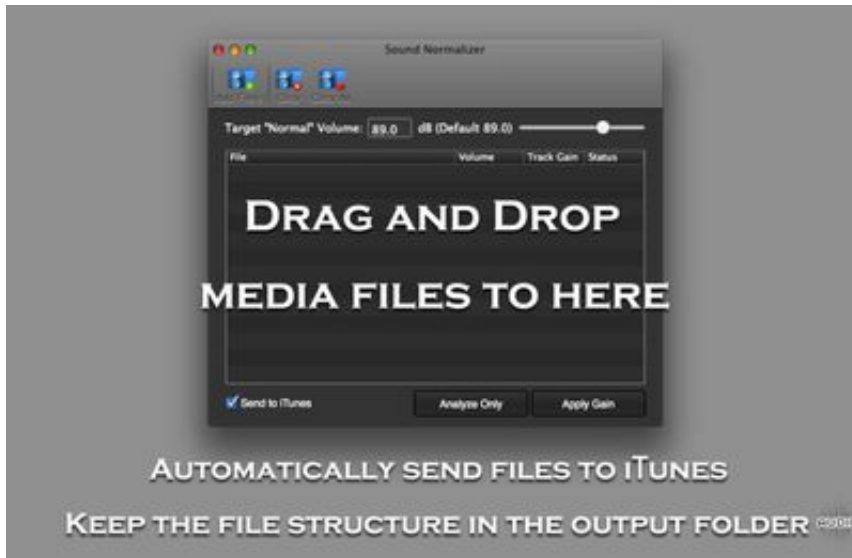 Sound Normalizer
Add Files
Clear All
Target "Normal" Volume: 89.0 dB (Default 89.0)
File Volume Track Gain Status
DRAG AND DROP
MEDIA FILES TO HERE
Send to iTunes Analyze Only Apply Gain
AUTOMATICALLY SEND FILES TO ITUNES
KEEP THE FILE STRUCTURE IN THE OUTPUT FOLDER